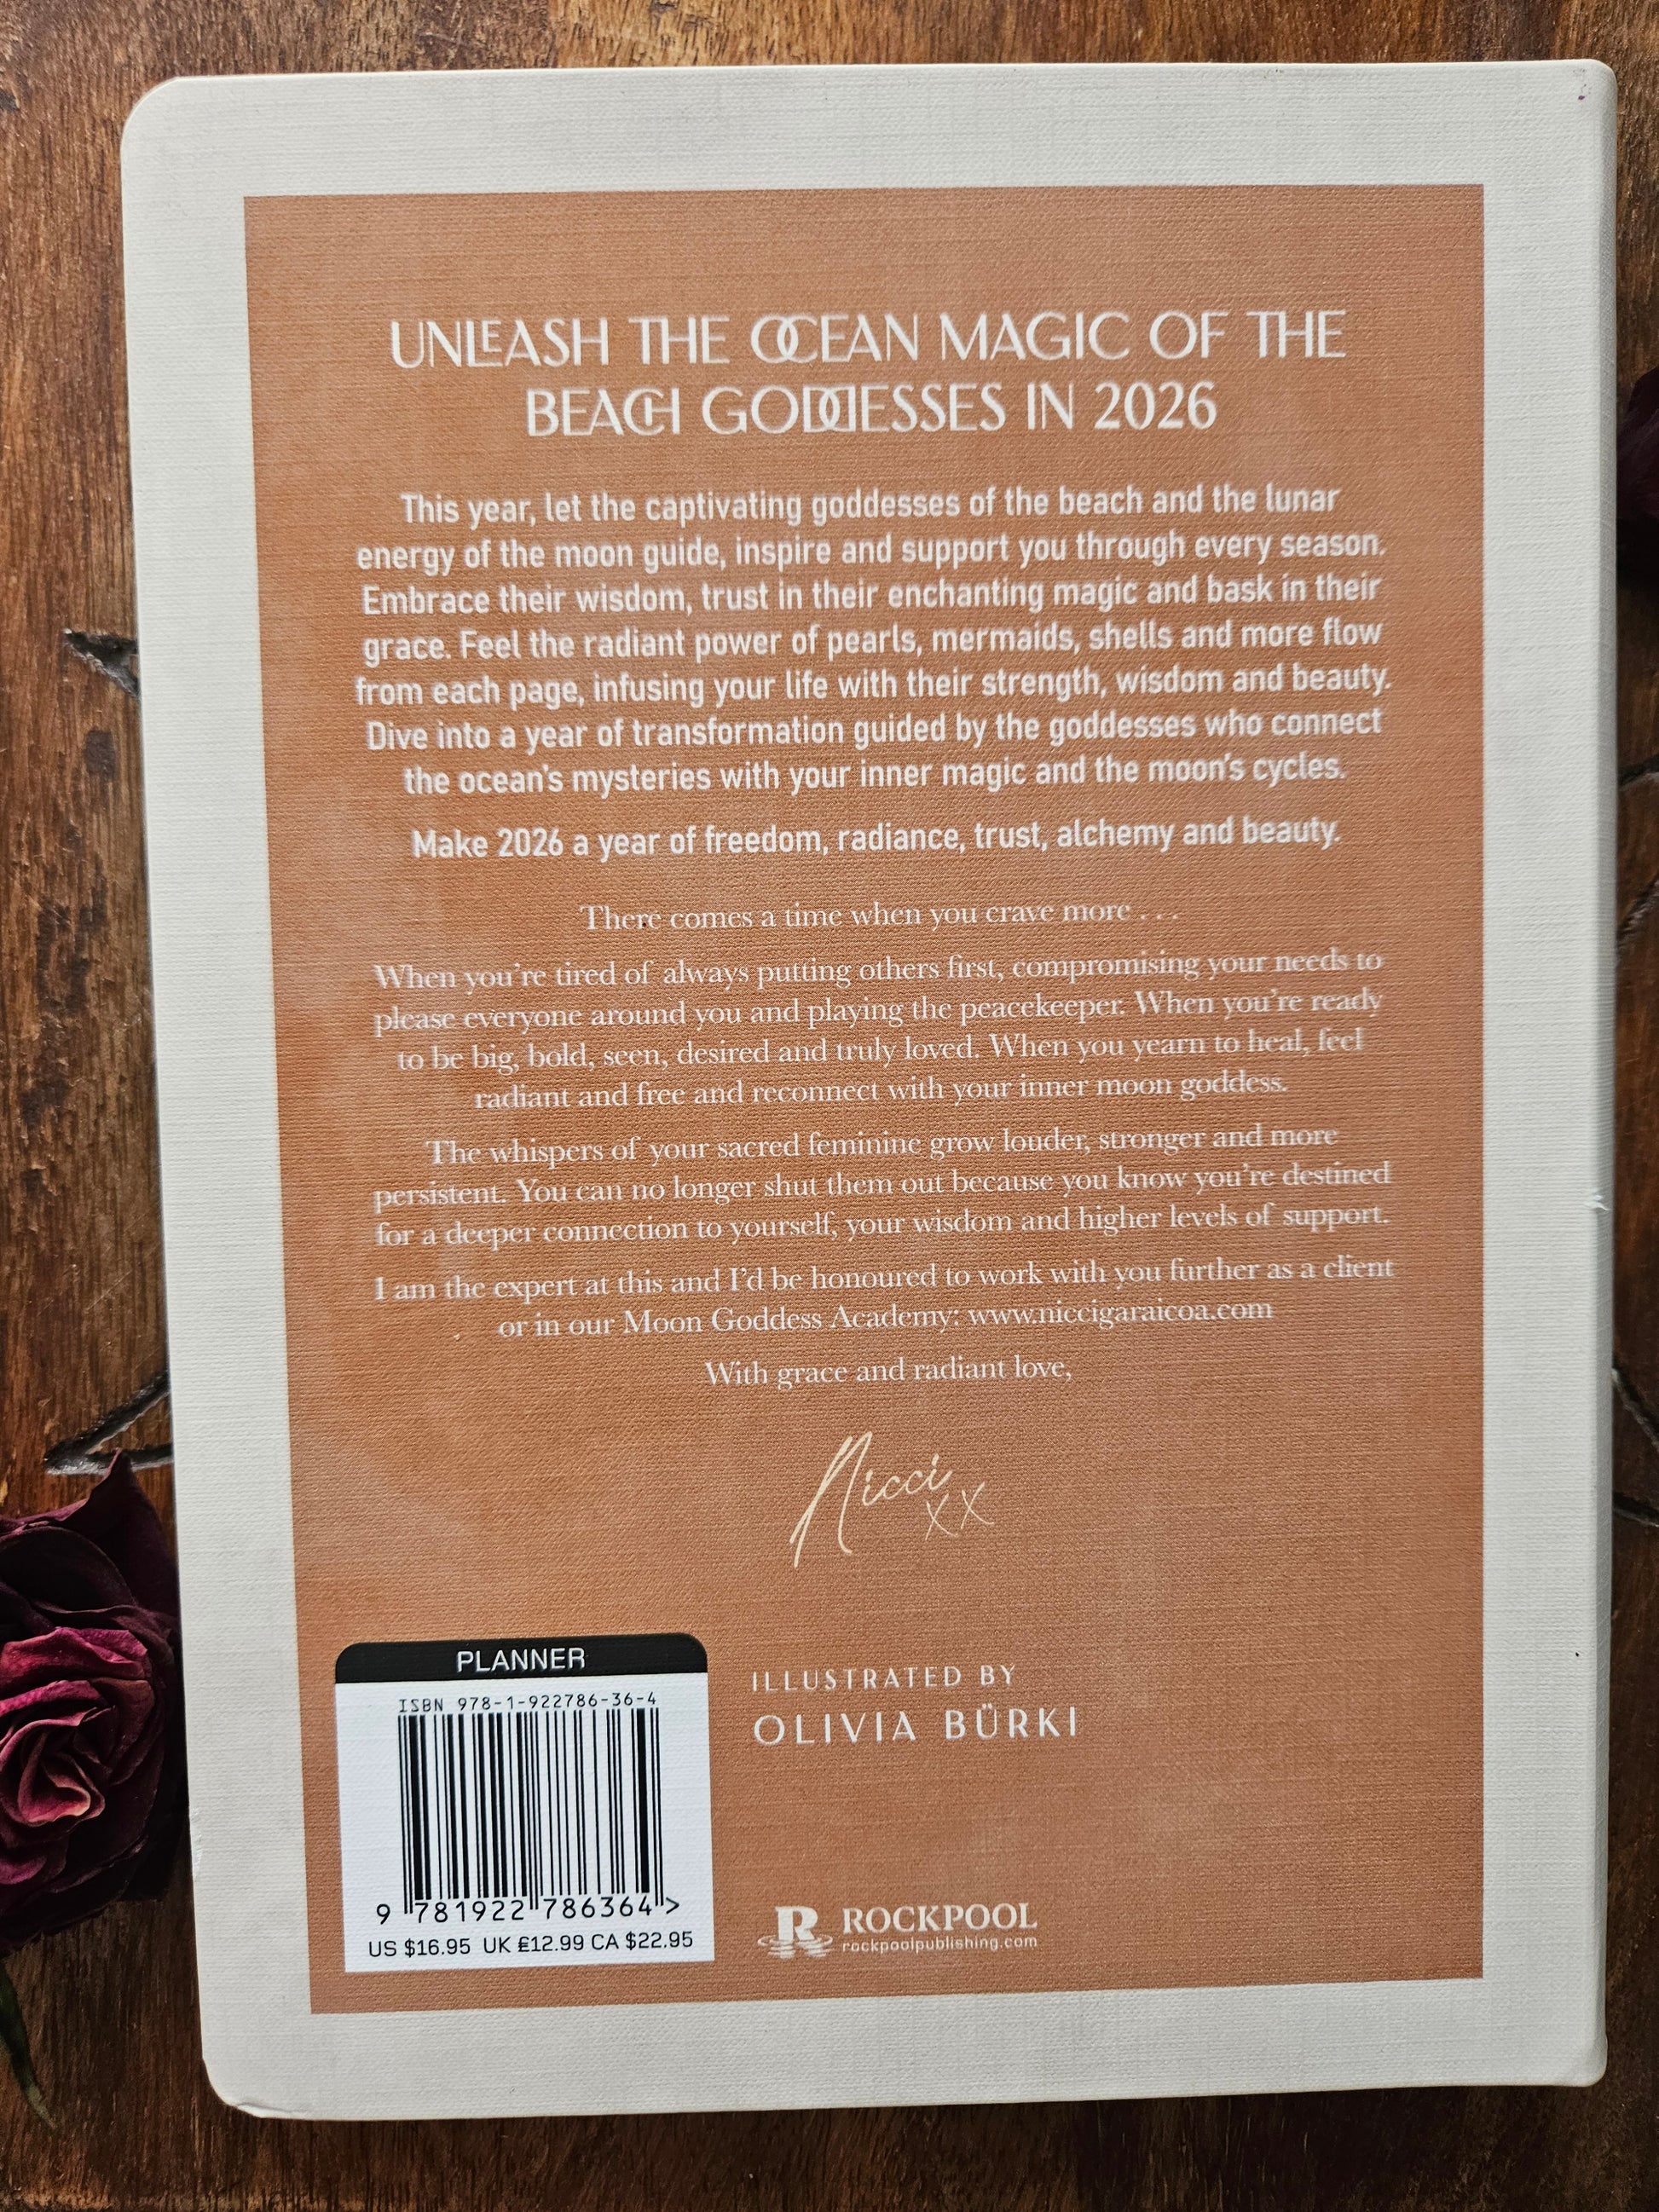 UNLEASH THE OCEAN MAGIC OF THE
BEACH GODDESSES IN 2026
This year, let the captivating goddesses of the beach and the lunar
energy of the moon guide, inspire and support you through every season.
Embrace their wisdom, trust in their enchanting magic and bask in their
grace. Feel the radiant power of pearls, mermaids, shells and more flow
from each page, infusing your life with their strength, wisdom and beauty.
Dive into a year of transformation guided by the goddesses who connect
the ocean's mysteries with your inner magic and the moon's cycles.
Make 2026 a year of freedom, radiance, trust, alchemy and beauty.
There comes a time when you crave more . . .
When you're tired of always putting others first, compromising your needs to
please everyone around you and playing the peacekeeper. When you're ready
to be big, bold, seen, desired and truly loved. When you yearn to heal, feel
radiant and free and reconnect with your inner moon goddess.
The whispers of your sacred feminine grow louder, stronger and more
persistent. You can no longer shut them out because you know you're destined
for a deeper connection to yourself, your wisdom and higher levels of support.
I am the expert at this and I'd be honoured to work with you further as a client
or in our Moon Goddess Academy: www.niccigaraicoa.com
With grace and radiant love,
Nicci
xx
PLANNER
ISBN 978-1-922786-36-4
9 781922 786364 >
US $16.95 UK £12.99 CA $22.95
ILLUSTRATED BY
OLIVIA BÜRKI
R ROCKPOOL
rockpoolpublishing.com